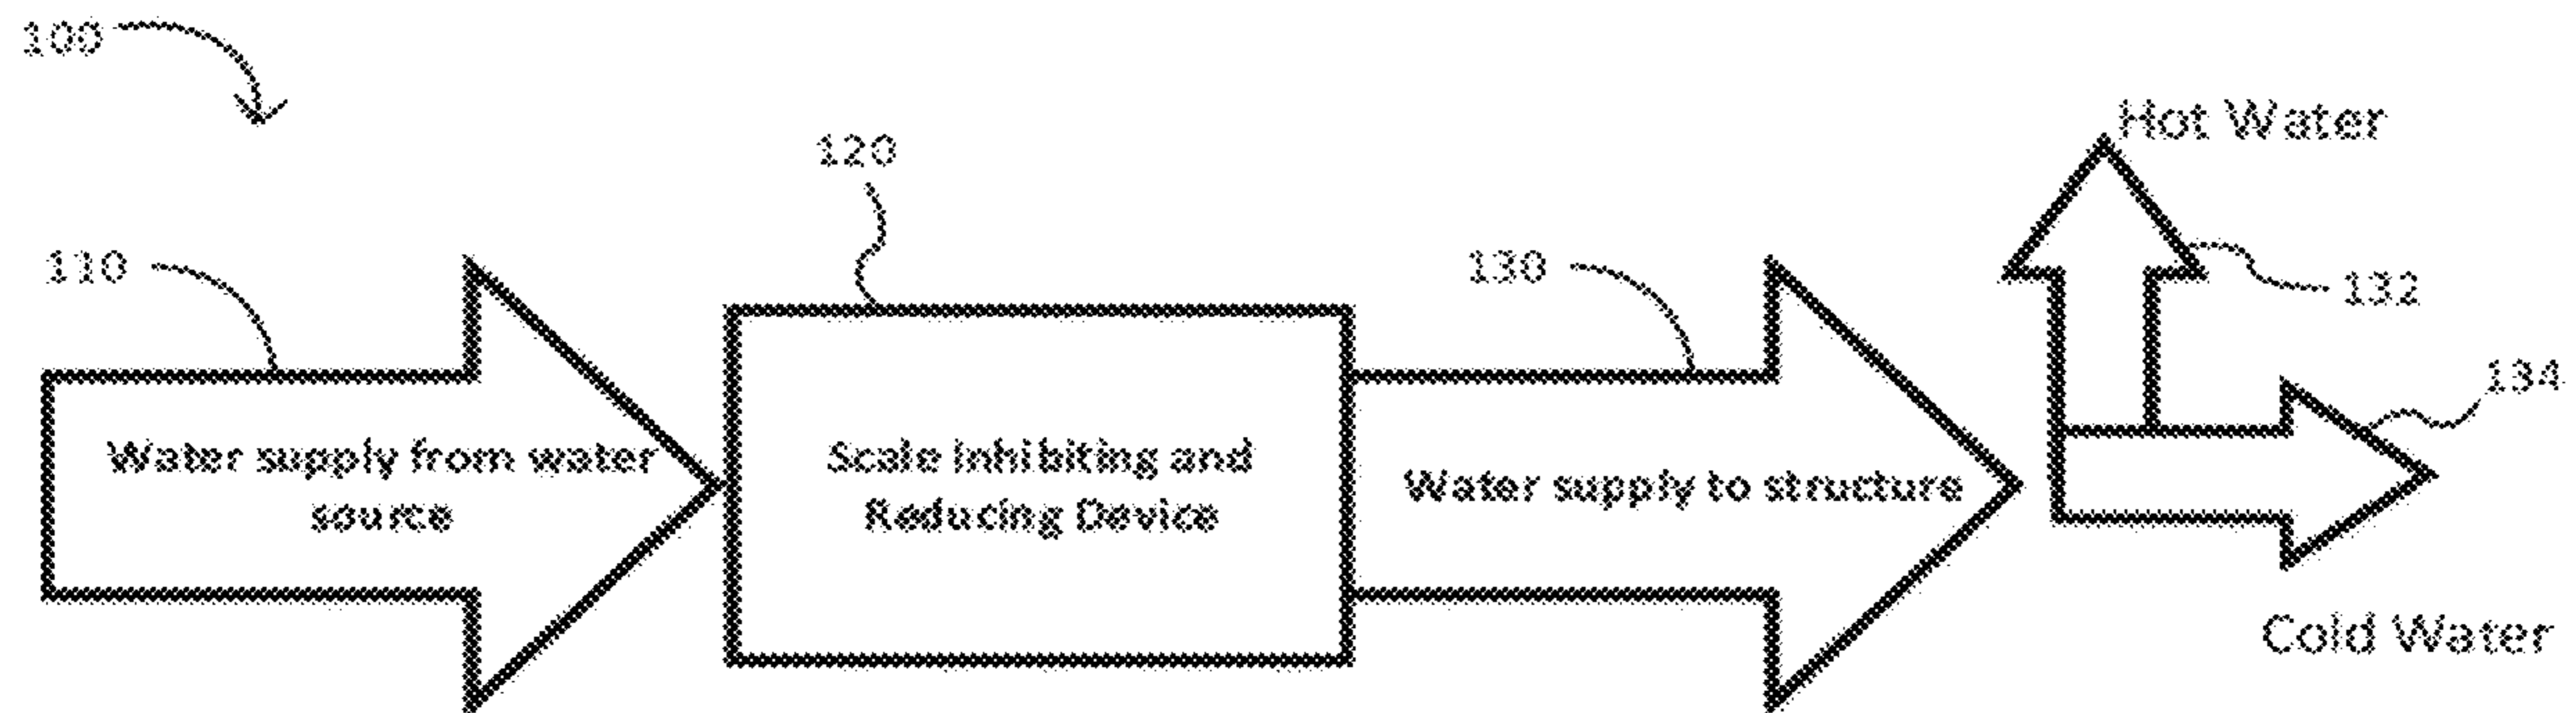 100
120
Hot Water
110
130
132
134
Water supply from water
source
Scale Inhibiting and
Reducing Device
Water supply to structure
Cold Water